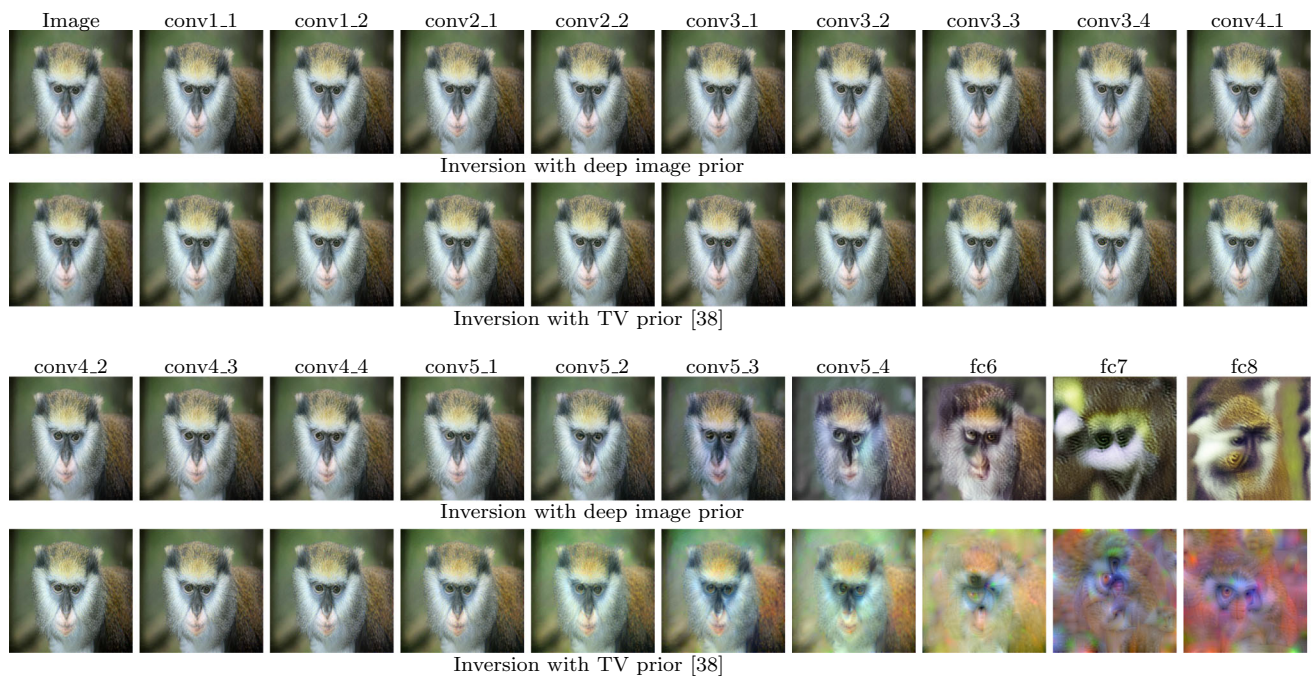 Image conv1_1 conv1_2 conv2_1 conv2_2 conv3_1 conv3_2 conv3_3 conv3_4 conv4_1
Inversion with deep image prior
Inversion with TV prior [38]
conv4_2 conv4_3 conv4_4 conv5_1 conv5_2 conv5_3 conv5_4 fc6 fc7 fc8
Inversion with deep image prior
Inversion with TV prior [38]